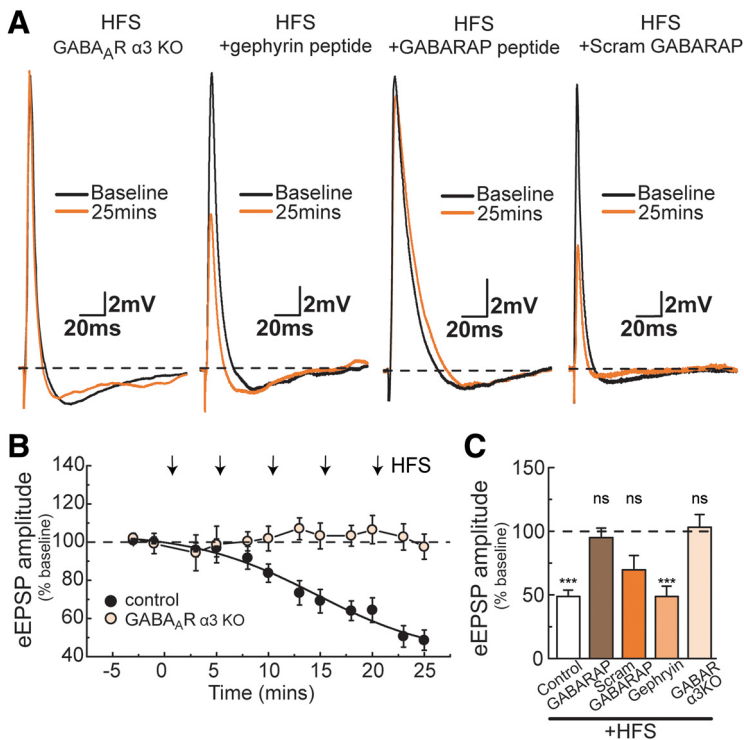 A
HFS
GABAAR α3 KO
HFS
+gephyrin peptide
HFS
+GABARAP peptide
HFS
+Scram GABARAP
Baseline
25mins
2mV
20ms
Baseline
25mins
2mV
20ms
Baseline
25mins
2mV
20ms
Baseline
25mins
2mV
20ms
B
HFS
eEPSP amplitude
(% baseline)
140
120
100
80
60
40
control
GABAAR α3 KO
-5
0
5
10
15
20
25
Time (mins)
C
eEPSP amplitude
(% baseline)
150
100
50
0
***
ns
ns
***
ns
Control
GABARAP
Scram
GABARAP
Gephryin
GABAR
α3KO
+HFS